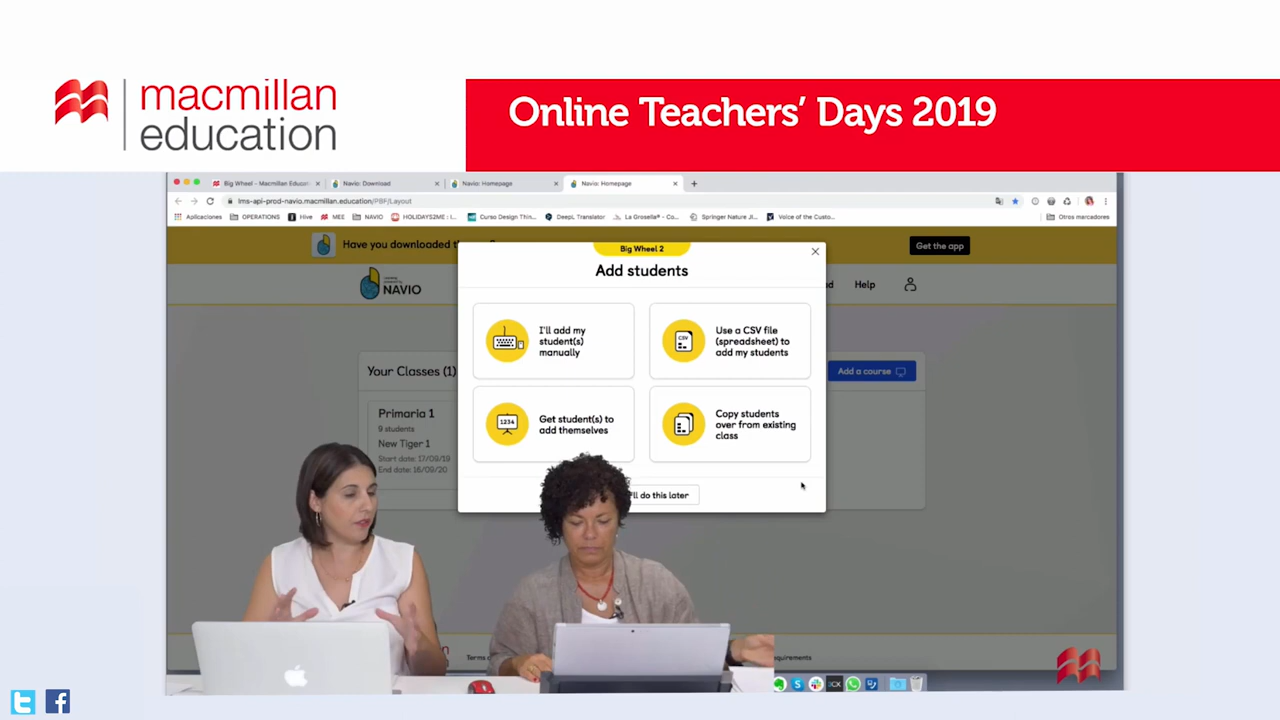 macmillan
education
Online Teachers' Days 2019
Big Wheel - Macmillan Educat
Navio: Download
Navio: Homepage
Navio: Homepage
lms-api-prod-navio.macmillan.education/PBF/Layout
Aplicaciones
OPERATIONS
Hive
MEE
NAVIO
HOLIDAYS2ME : I...
Curso Design Thin...
DeepL Translator
La Grosella® - Co...
Springer Nature Ji...
Voice of the Custo...
Otros marcadores
Have you downloaded
Get the app
NAVIO
Help
Big Wheel 2
Add students
I'll add my
student(s)
manually
Use a CSV file
(spreadsheet) to
add my students
CSV
Get student(s) to
add themselves
1234
Copy students
over from existing
class
I'll do this later
Your Classes (1)
Add a course
Primaria 1
9 students
New Tiger 1
Start date: 17/09/19
End date: 16/09/20
Terms